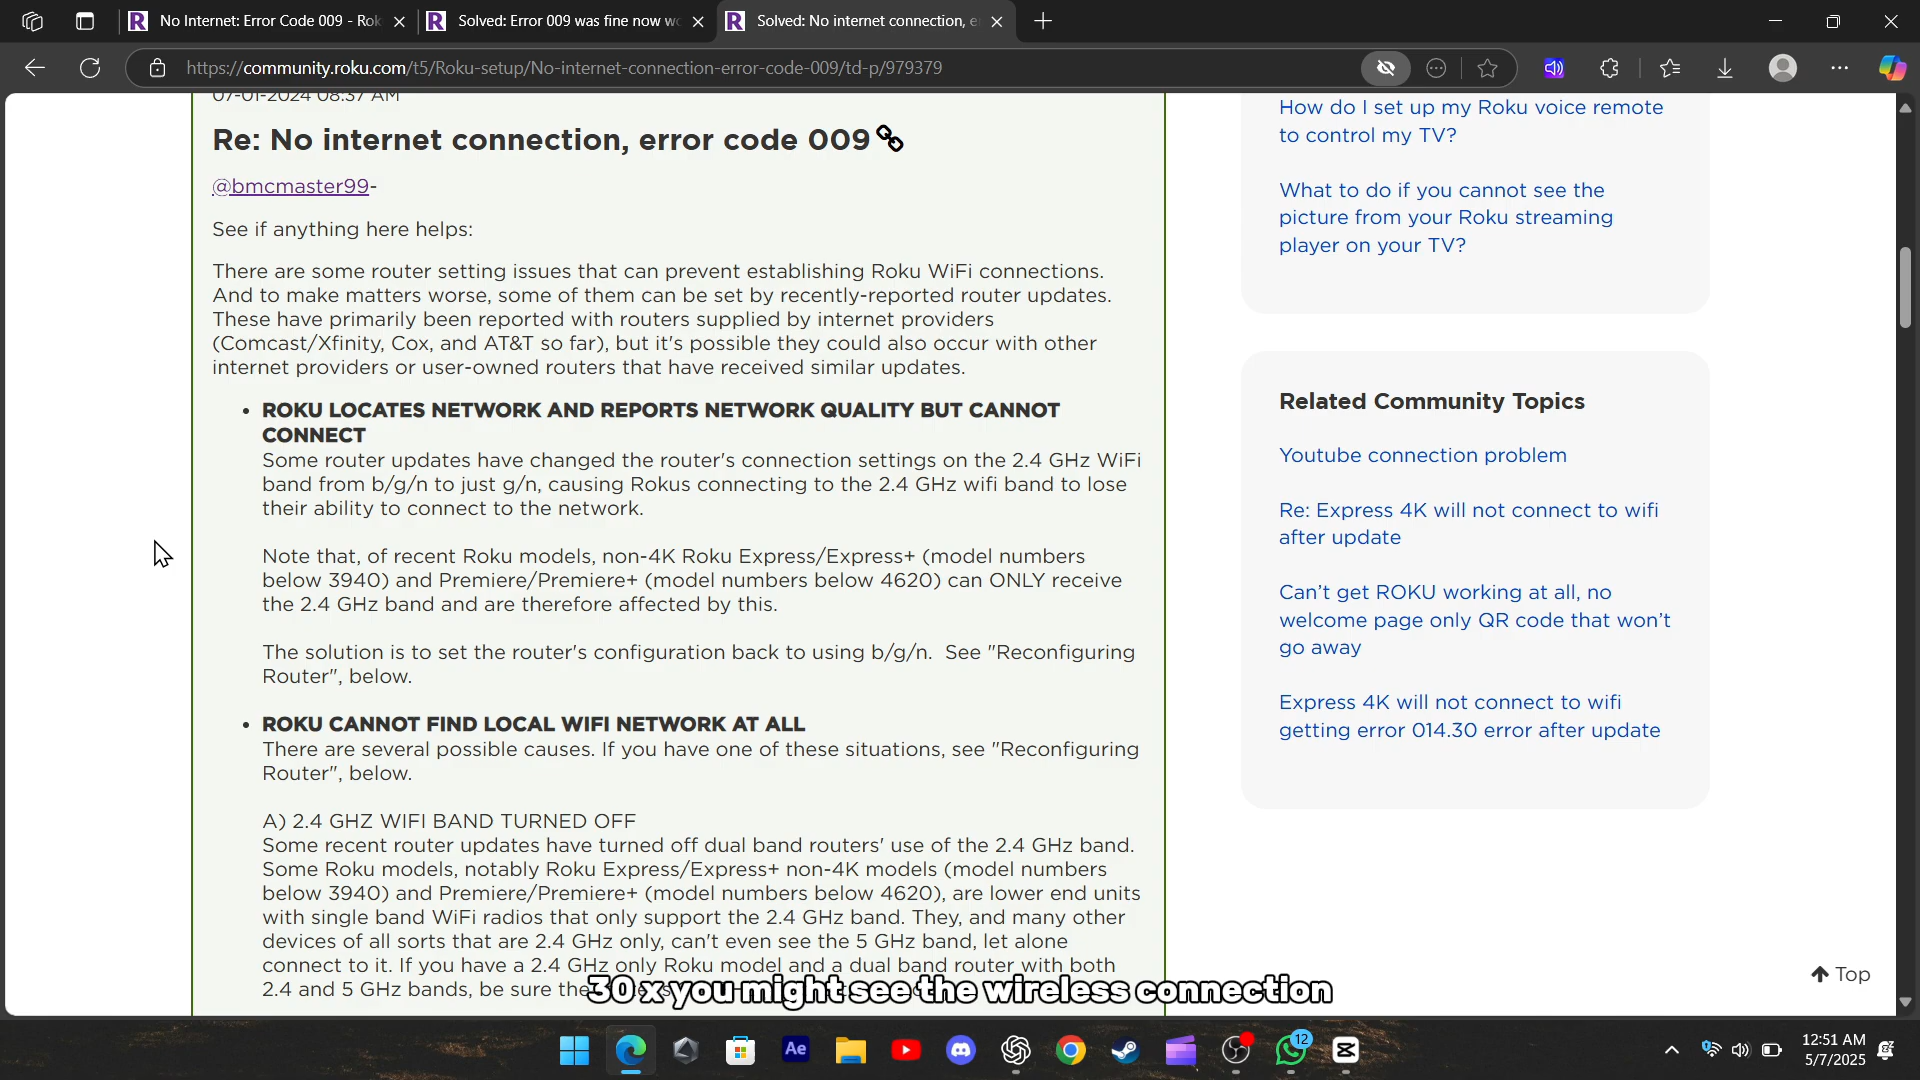 No Internet: Error Code 009 - Rok
Solved: Error 009 was fine now wo
Solved: No internet connection, e
https://community.roku.com/t5/Roku-setup/No-internet-connection-error-code-009/td-p/979379
07-01-2024 08:37 AM
Re: No internet connection, error code 009
@bmcmaster99-
See if anything here helps:
There are some router setting issues that can prevent establishing Roku WiFi connections.
And to make matters worse, some of them can be set by recently-reported router updates.
These have primarily been reported with routers supplied by internet providers
(Comcast/Xfinity, Cox, and AT&T so far), but it's possible they could also occur with other
internet providers or user-owned routers that have received similar updates.
• ROKU LOCATES NETWORK AND REPORTS NETWORK QUALITY BUT CANNOT
CONNECT
Some router updates have changed the router's connection settings on the 2.4 GHz WiFi
band from b/g/n to just g/n, causing Rokus connecting to the 2.4 GHz wifi band to lose
their ability to connect to the network.
Note that, of recent Roku models, non-4K Roku Express/Express+ (model numbers
below 3940) and Premiere/Premiere+ (model numbers below 4620) can ONLY receive
the 2.4 GHz band and are therefore affected by this.
The solution is to set the router's configuration back to using b/g/n. See "Reconfiguring
Router", below.
• ROKU CANNOT FIND LOCAL WIFI NETWORK AT ALL
There are several possible causes. If you have one of these situations, see "Reconfiguring
Router", below.
A) 2.4 GHZ WIFI BAND TURNED OFF
Some recent router updates have turned off dual band routers' use of the 2.4 GHz band.
Some Roku models, notably Roku Express/Express+ non-4K models (model numbers
below 3940) and Premiere/Premiere+ (model numbers below 4620), are lower end units
with single band WiFi radios that only support the 2.4 GHz band. They, and many other
devices of all sorts that are 2.4 GHz only, can't even see the 5 GHz band, let alone
connect to it. If you have a 2.4 GHz only Roku model and a dual band router with both
2.4 and 5 GHz bands, be sure the
30 x you might see the wireless connection
How do I set up my Roku voice remote
to control my TV?
What to do if you cannot see the
picture from your Roku streaming
player on your TV?
Related Community Topics
Youtube connection problem
Re: Express 4K will not connect to wifi
after update
Can't get ROKU working at all, no
welcome page only QR code that won't
go away
Express 4K will not connect to wifi
getting error 014.30 error after update
Top
Ae
12
12:51 AM
5/7/2025